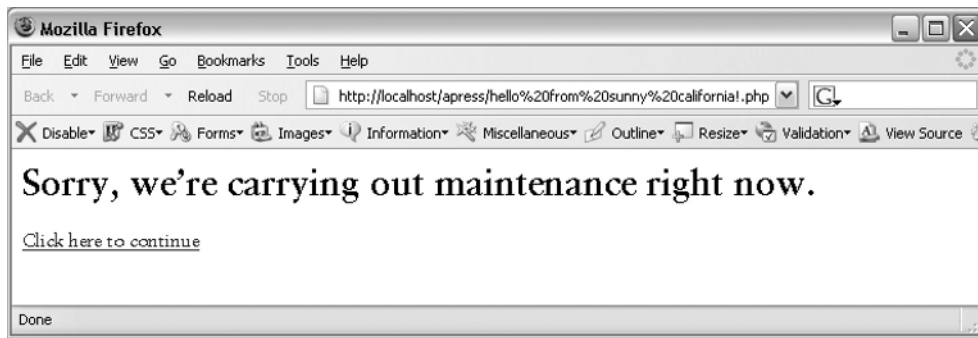 Mozilla Firefox
File Edit View Go Bookmarks Tools Help
Back Forward Reload Stop http://localhost/apress/hello%20from%20sunny%20california!.php G
Disable CSS Forms Images Information Miscellaneous Outline Resize Validation View Source
Sorry, we're carrying out maintenance right now.
Click here to continue
Done